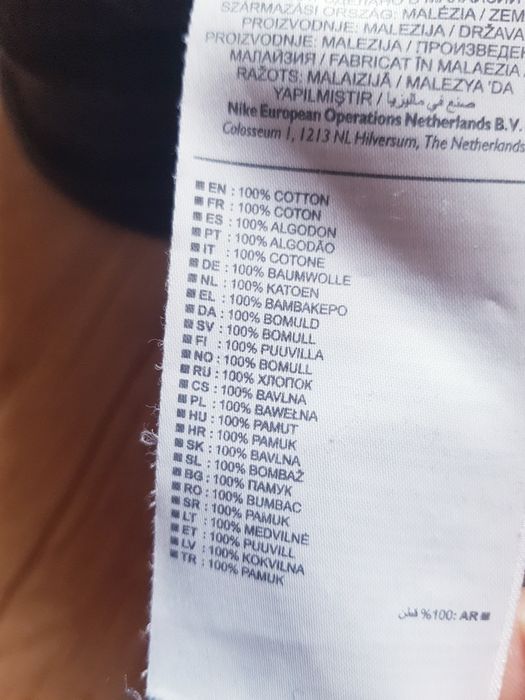 SZÁRMAZÁSI ORSZÁG: MALÉZIA / ZEM
PROIZVODNJE: MALEZIJA / DRŽAVA
PROIZVODNJE: MALEZIJA / ПРОИЗВЕДЕН
МАЛАЙЗИЯ / FABRICAT ÎN MALAEZIA
RAŽOTS: MALAIZIJĀ / MALEZYA 'DA
YAPILMIŞTIR / صنع في ماليزيا
Nike European Operations Netherlands B.V.
Colosseum 1, 1213 NL Hilversum, The Netherlands
EN : 100% COTTON
FR : 100% COTON
ES : 100% ALGODON
PT : 100% ALGODÃO
IT : 100% COTONE
DE : 100% BAUMWOLLE
NL : 100% KATOEN
EL : 100% ΒΑΜΒΑΚΕΡΟ
DA : 100% BOMULD
SV : 100% BOMULL
FI : 100% PUUVILLA
NO : 100% BOMULL
RU : 100% ХЛОПОК
CS : 100% BAVLNA
PL : 100% BAWEŁNA
HU : 100% PAMUT
HR : 100% PAMUK
SK : 100% BAVLNA
SL : 100% BOMBAŽ
BG : 100% ПАМУК
RO : 100% BUMBAC
SR : 100% PAMUK
LT : 100% MEDVILNĖ
ET : 100% PUUVILL
LV : 100% KOKVILNA
TR : 100% PAMUK
AR :100% قطن